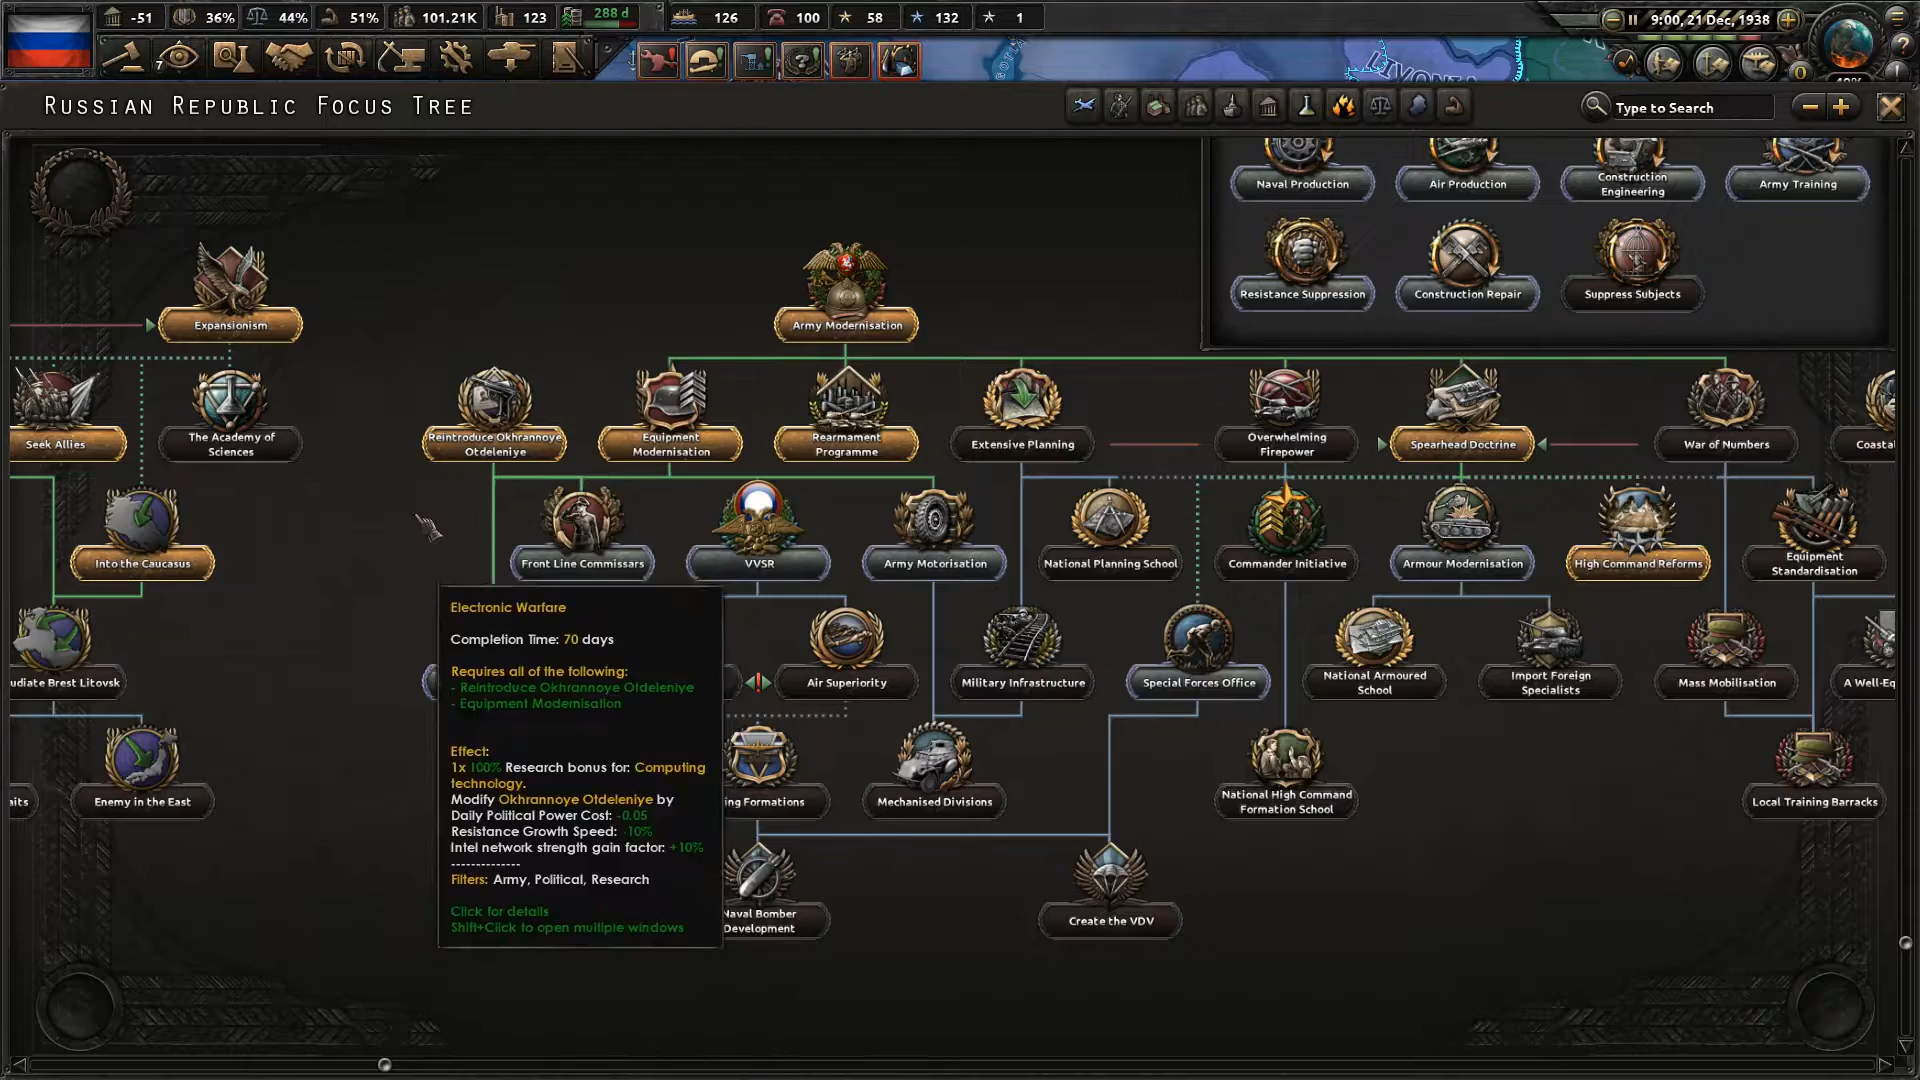 -51
36%
44%
51%
101.21K
123
288 d
126
100
58
132
1
9:00, 21 Dec, 1938
7
0
RUSSIAN REPUBLIC FOCUS TREE
Type to Search
Naval Production
Air Production
Construction
Engineering
Army Training
Resistance Suppression
Construction Repair
Suppress Subjects
Expansionism
Army Modernisation
Seek Allies
The Academy of
Sciences
Reintroduce Okhrannoye
Otdeleniye
Equipment
Modernisation
Rearmament
Programme
Extensive Planning
Overwhelming
Firepower
Spearhead Doctrine
War of Numbers
Coasta
Into the Caucasus
Front Line Commissars
VVSR
Army Motorisation
National Planning School
Commander Initiative
Armour Modernisation
High Command Reforms
Equipment
Standardisation
udiate Brest Litovsk
Air Superiority
Military Infrastructure
Special Forces Office
National Armoured
School
Import Foreign
Specialists
Mass Mobilisation
A Well-Eq
aits
Enemy in the East
ng Formations
Mechanised Divisions
National High Command
Formation School
Local Training Barracks
Naval Bomber
Development
Create the VDV
Electronic Warfare
Completion Time: 70 days
Requires all of the following:
- Reintroduce Okhrannoye Otdeleniye
- Equipment Modernisation
Effect:
1x 100% Research bonus for: Computing
technology.
Modify Okhrannoye Otdeleniye by
Daily Political Power Cost: -0.05
Resistance Growth Speed: -10%
Intel network strength gain factor: +10%
--------------
Filters: Army, Political, Research
Click for details
Shift+Click to open multiple windows